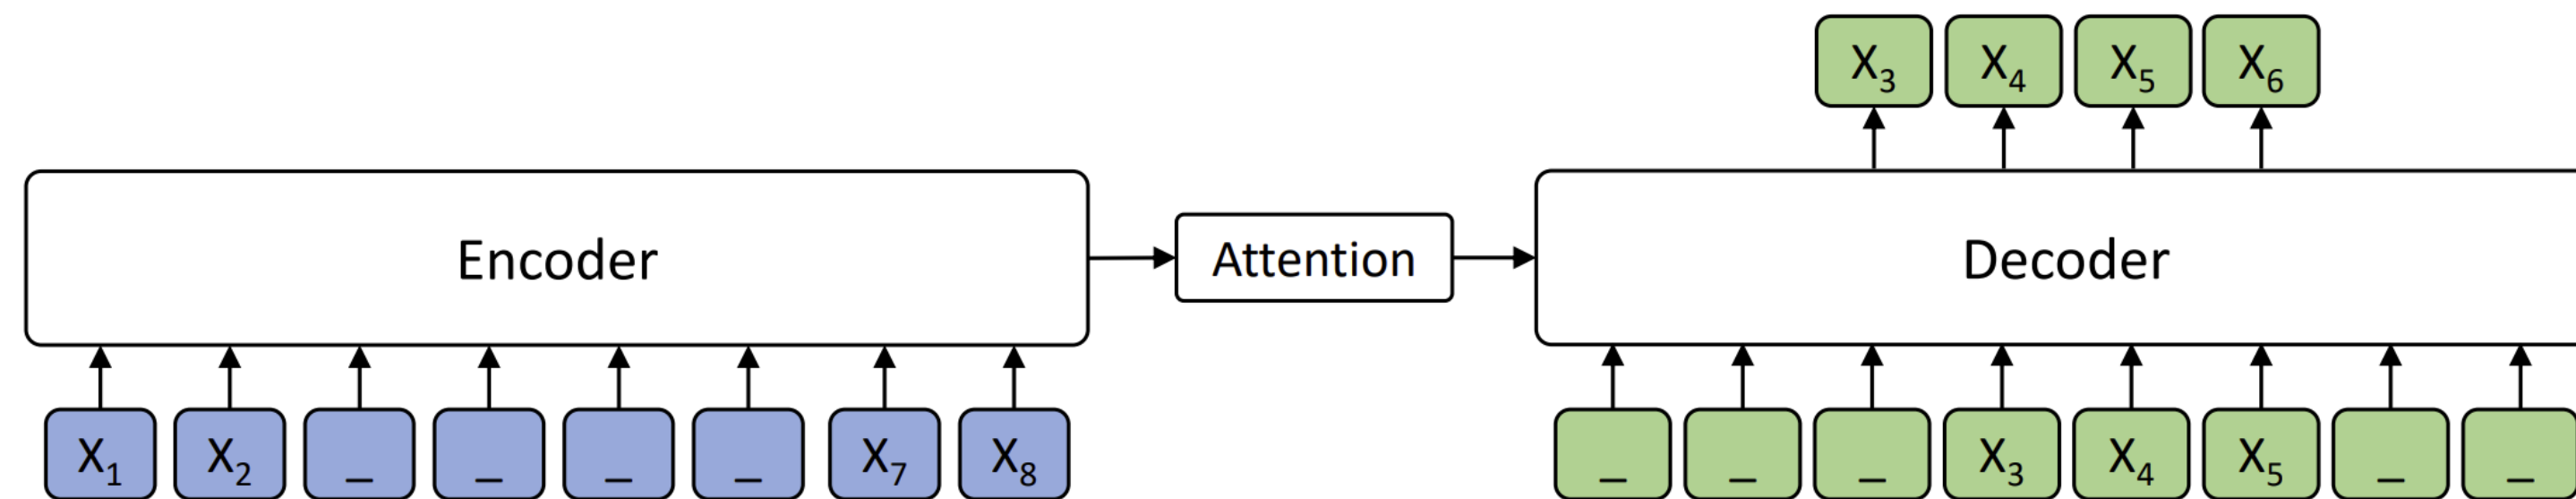 X₃ X₄ X₅ X₆
Encoder Attention Decoder
X₁ X₂ _ _ _ _ X₇ X₈ _ _ _ X₃ X₄ X₅ _ _